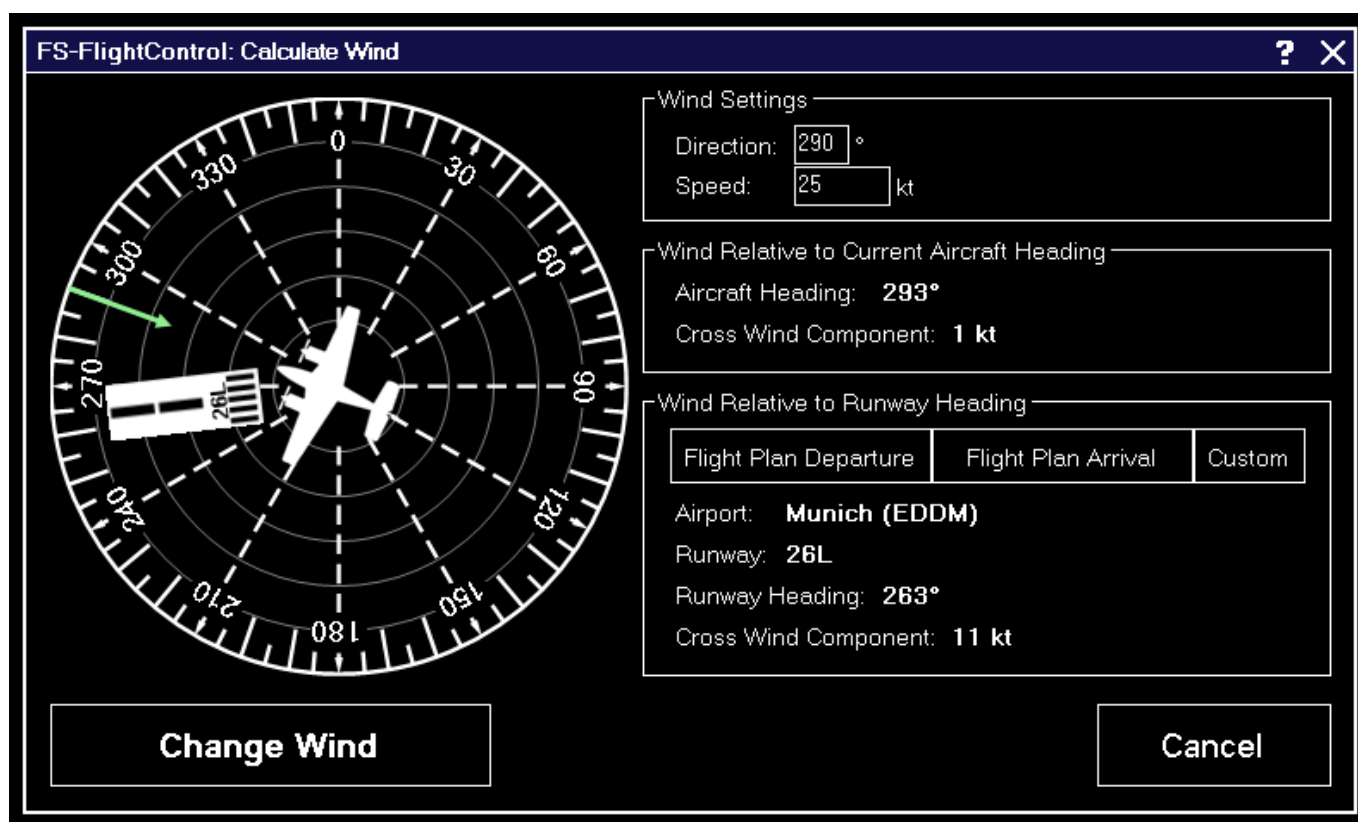 FS-FlightControl: Calculate Wind ? X
0
30
60
90
120
150
180
210
240
270
300
330
26L
Wind Settings
Direction: 290 °
Speed: 25 kt
Wind Relative to Current Aircraft Heading
Aircraft Heading: 293°
Cross Wind Component: 1 kt
Wind Relative to Runway Heading
Flight Plan Departure Flight Plan Arrival Custom
Airport: Munich (EDDM)
Runway: 26L
Runway Heading: 263°
Cross Wind Component: 11 kt
Change Wind Cancel